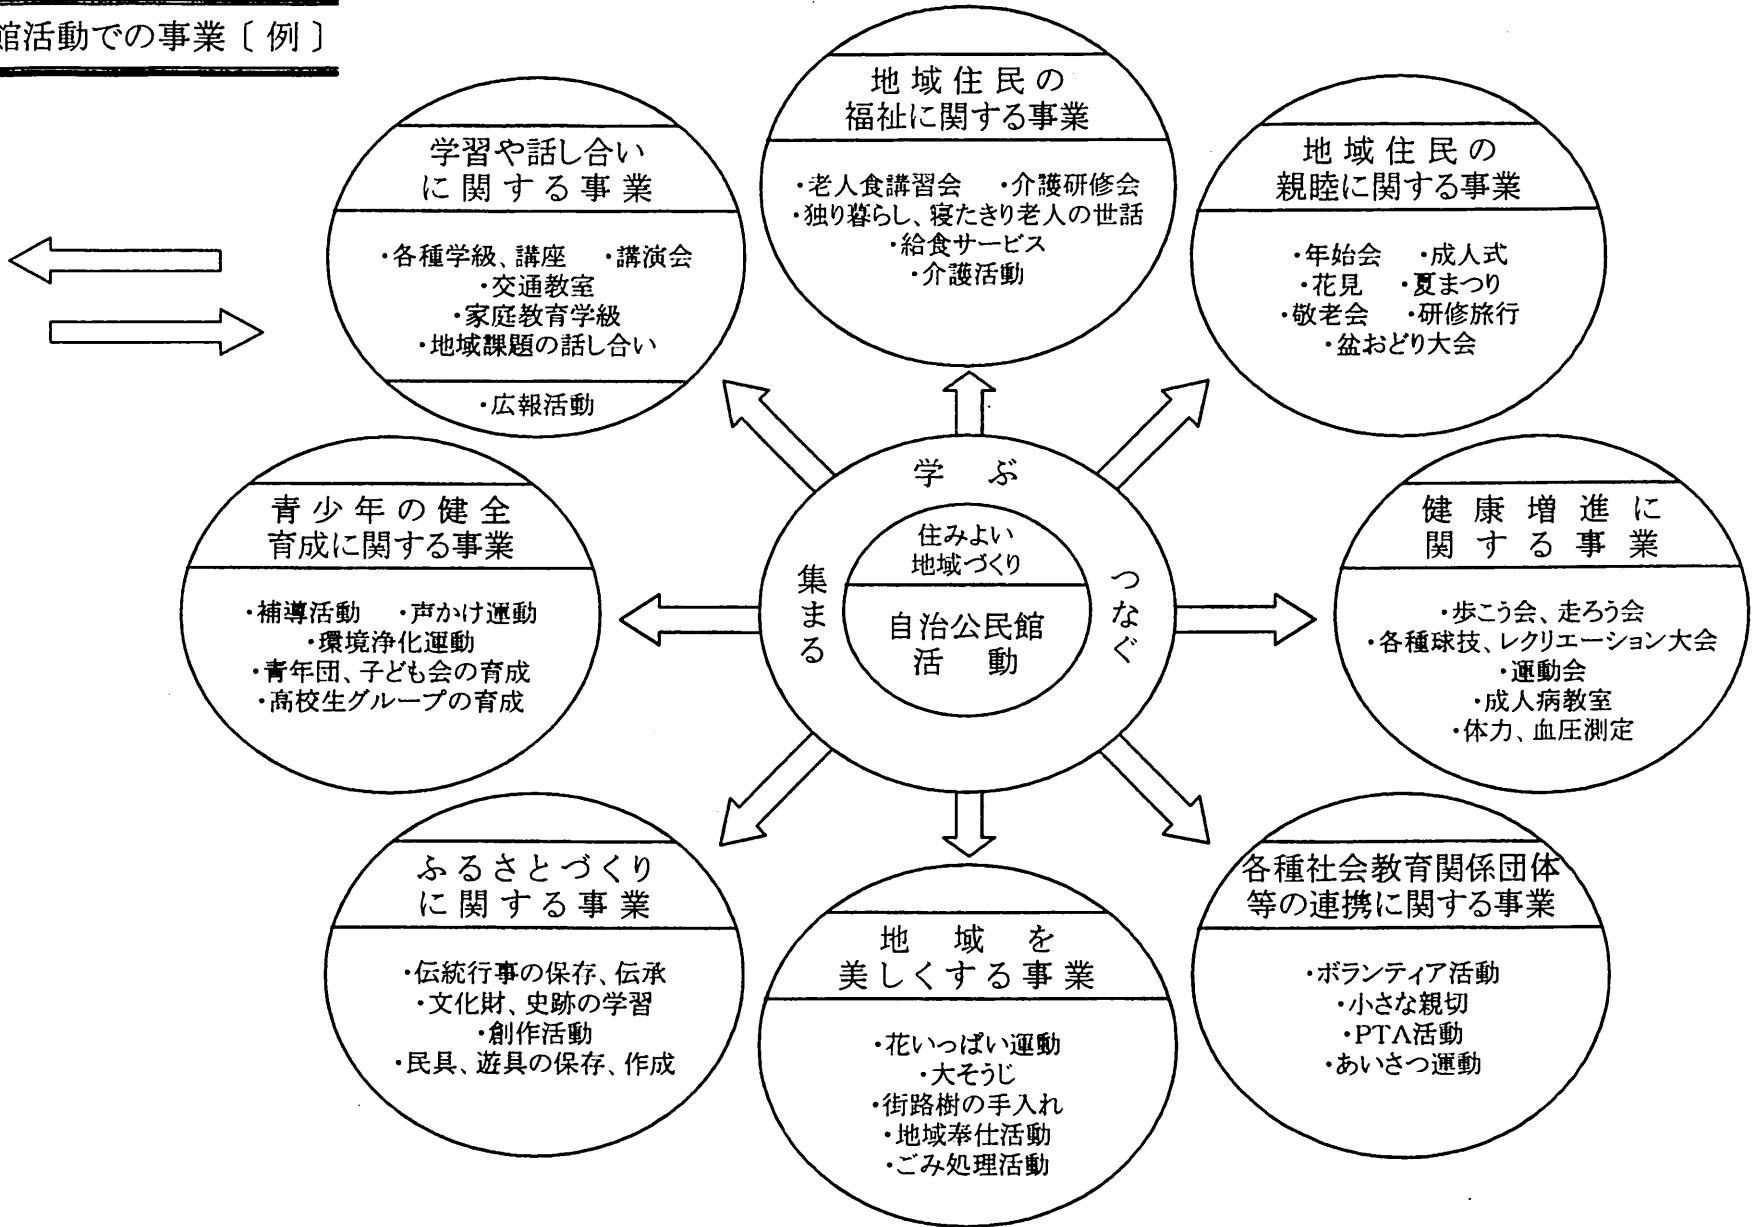 館活動での事業〔例〕
学習や話し合い
に関する事業
・各種学級、講座　・講演会
・交通教室
・家庭教育学級
・地域課題の話し合い
・広報活動
地域住民の
福祉に関する事業
・老人食講習会　・介護研修会
・独り暮らし、寝たきり老人の世話
・給食サービス
・介護活動
地域住民の
親睦に関する事業
・年始会　・成人式
・花見　・夏まつり
・敬老会　・研修旅行
・盆おどり大会
青少年の健全
育成に関する事業
・補導活動　・声かけ運動
・環境浄化運動
・青年団、子ども会の育成
・高校生グループの育成
学ぶ
集まる
つなぐ
住みよい
地域づくり
自治公民館
活動
健康増進に
関する事業
・歩こう会、走ろう会
・各種球技、レクリエーション大会
・運動会
・成人病教室
・体力、血圧測定
ふるさとづくり
に関する事業
・伝統行事の保存、伝承
・文化財、史跡の学習
・創作活動
・民具、遊具の保存、作成
地域を
美しくする事業
・花いっぱい運動
・大そうじ
・街路樹の手入れ
・地域奉仕活動
・ごみ処理活動
各種社会教育関係団体
等の連携に関する事業
・ボランティア活動
・小さな親切
・PTA活動
・あいさつ運動